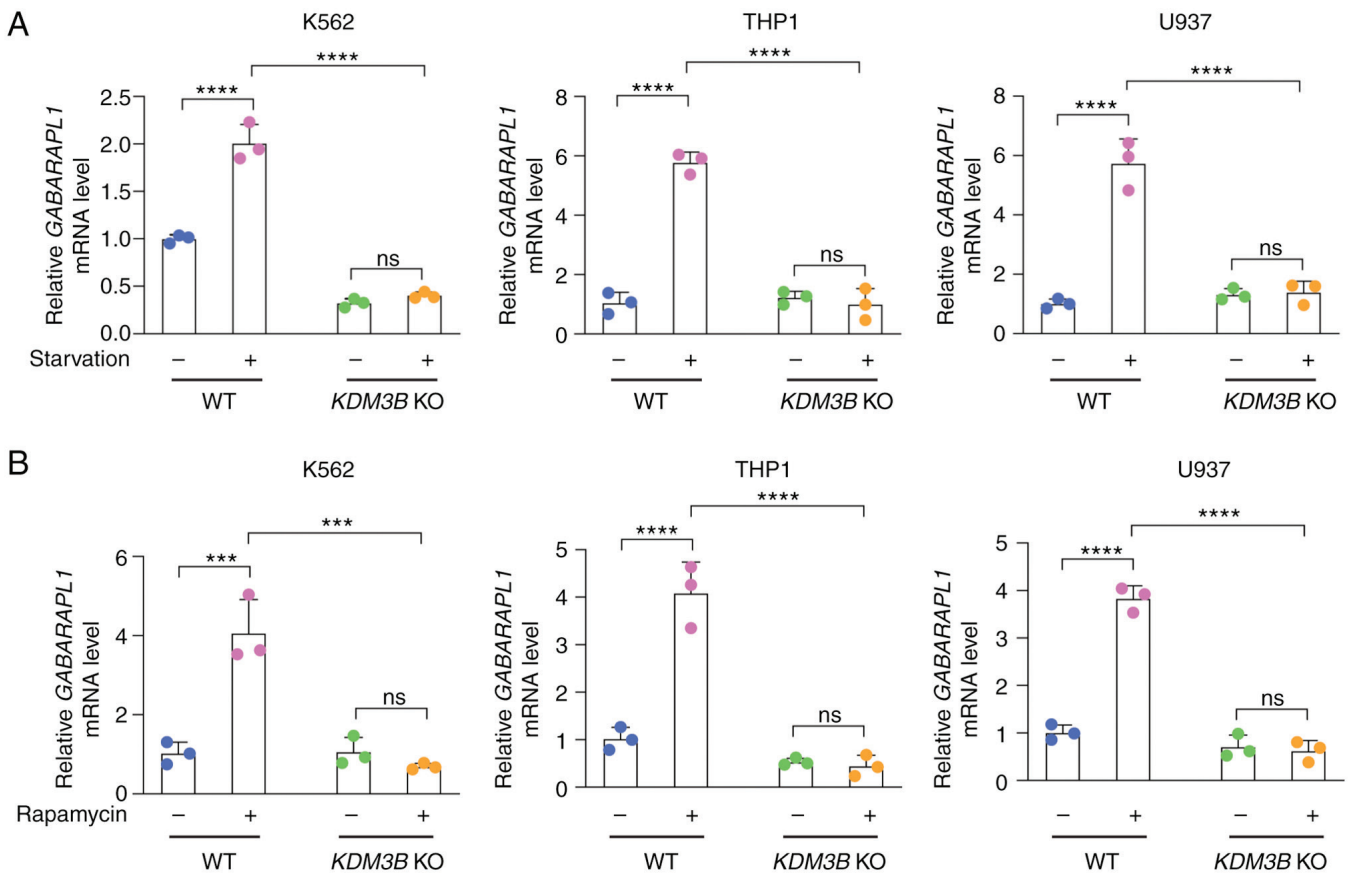 A
K562
THP1
U937
****
****
****
****
****
****
Relative GABARAPL1
mRNA level
2.5
2.0
1.5
1.0
0.5
0.0
ns
Relative GABARAPL1
mRNA level
8
6
4
2
0
ns
Relative GABARAPL1
mRNA level
8
6
4
2
0
ns
Starvation – + – + – + – + – + – +
WT KDM3B KO WT KDM3B KO WT KDM3B KO
B
K562
THP1
U937
***
***
****
****
****
****
Relative GABARAPL1
mRNA level
6
4
2
0
ns
Relative GABARAPL1
mRNA level
5
4
3
2
1
0
ns
Relative GABARAPL1
mRNA level
5
4
3
2
1
0
ns
Rapamycin – + – + – + – + – + – +
WT KDM3B KO WT KDM3B KO WT KDM3B KO